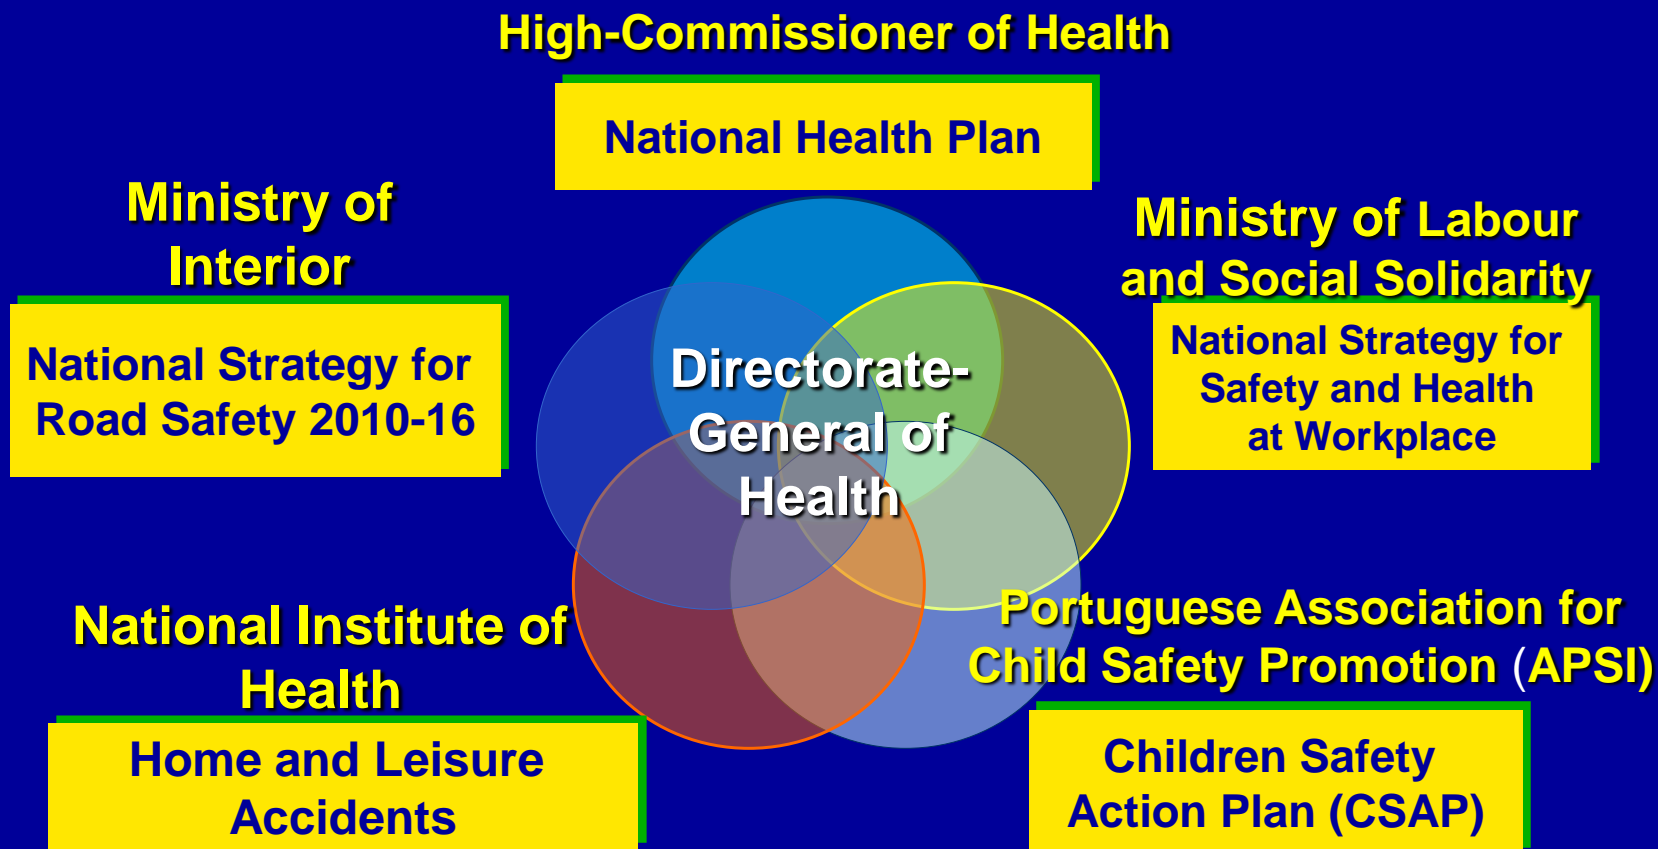 High-Commissioner of Health
National Health Plan
Ministry of
Interior
National Strategy for
Road Safety 2010-16
Ministry of Labour
and Social Solidarity
National Strategy for
Safety and Health
at Workplace
Directorate-
General of
Health
National Institute of
Health
Home and Leisure
Accidents
Portuguese Association for
Child Safety Promotion (APSI)
Children Safety
Action Plan (CSAP)